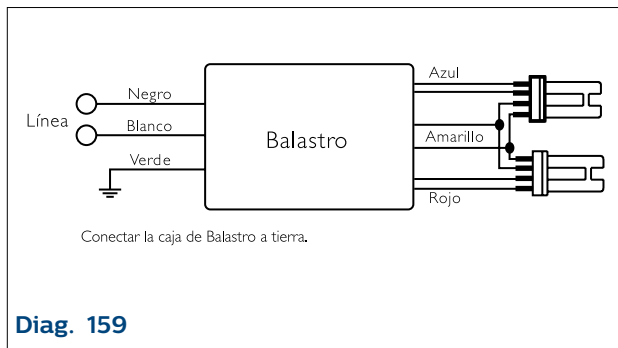 Negro
Azul
Línea
Blanco
Balastro
Amarillo
Verde
Rojo
Conectar la caja de Balastro a tierra.
Diag. 159